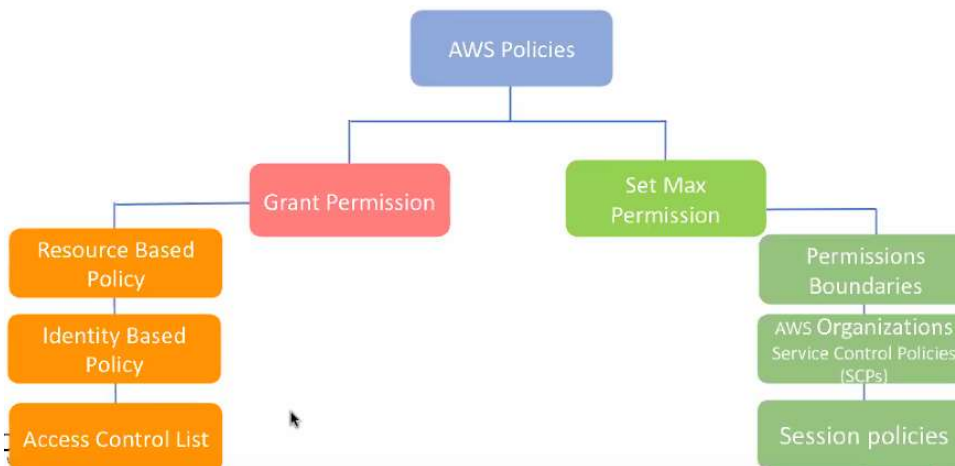 AWS Policies
Grant Permission
Set Max
Permission
Resource Based
Policy
Identity Based
Policy
Access Control List
Permissions
Boundaries
AWS Organizations
Service Control Policies
(SCPs)
Session policies